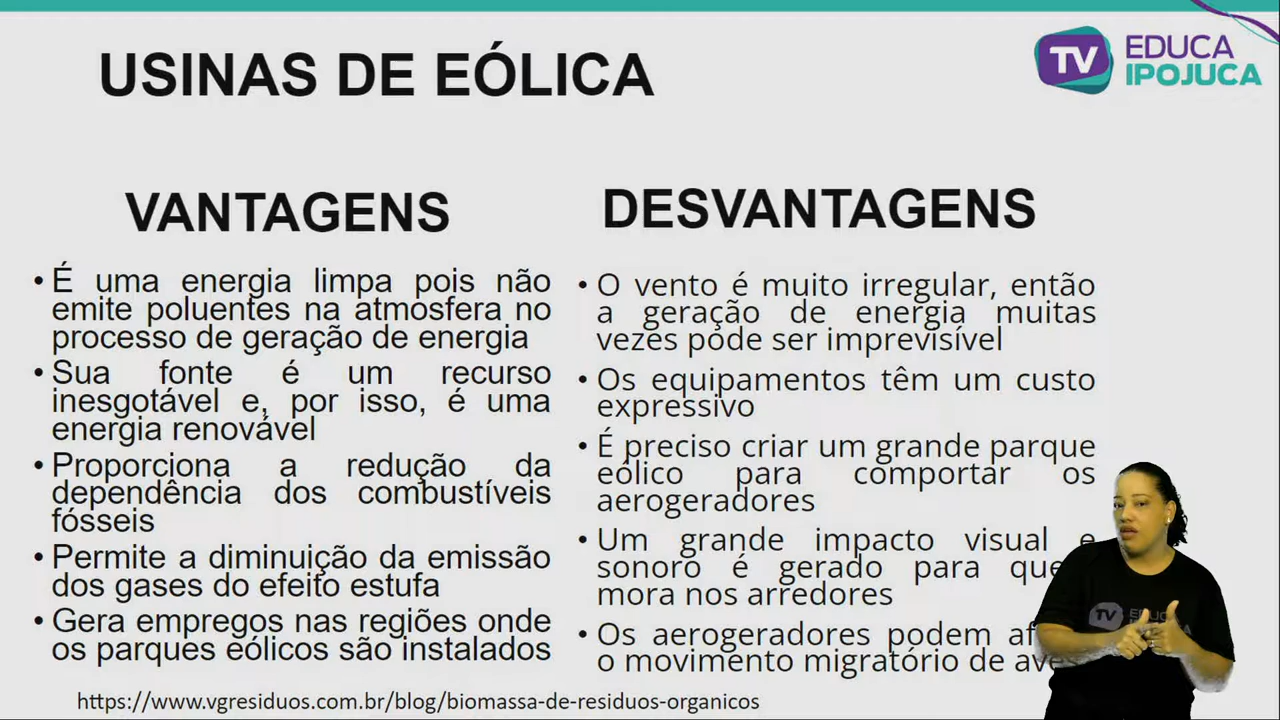 USINAS DE EÓLICA
TV EDUCA
IPOJUCA
VANTAGENS
• É uma energia limpa pois não
emite poluentes na atmosfera no
processo de geração de energia
• Sua fonte é um recurso
inesgotável e, por isso, é uma
energia renovável
• Proporciona a redução da
dependência dos combustíveis
fósseis
• Permite a diminuição da emissão
dos gases do efeito estufa
• Gera empregos nas regiões onde
os parques eólicos são instalados
DESVANTAGENS
• O vento é muito irregular, então
a geração de energia muitas
vezes pode ser imprevisível
• Os equipamentos têm um custo
expressivo
• É preciso criar um grande parque
eólico para comportar os
aerogeradores
• Um grande impacto visual e
sonoro é gerado para
mora nos arredores
• Os aerogeradores podem
o movimento migratório de
TV
https://www.vgresiduos.com.br/blog/biomassa-de-residuos-organicos